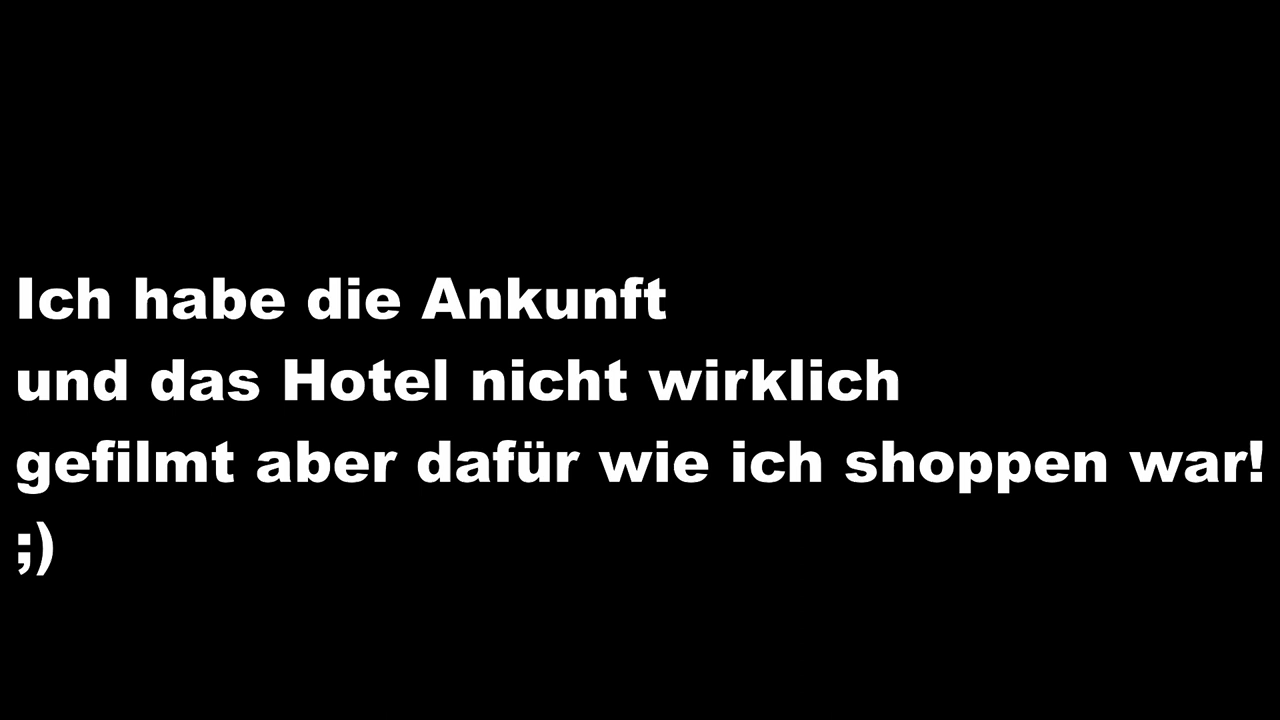 Ich habe die Ankunft
und das Hotel nicht wirklich
gefilmt aber dafür wie ich shoppen war!
;)